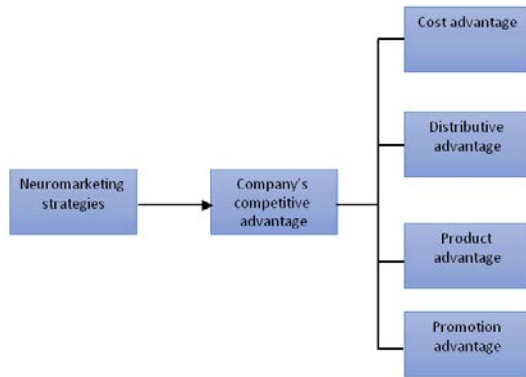 Cost advantage
Distributive
advantage
Neuromarketing
strategies
Company's
competitive
advantage
Product
advantage
Promotion
advantage